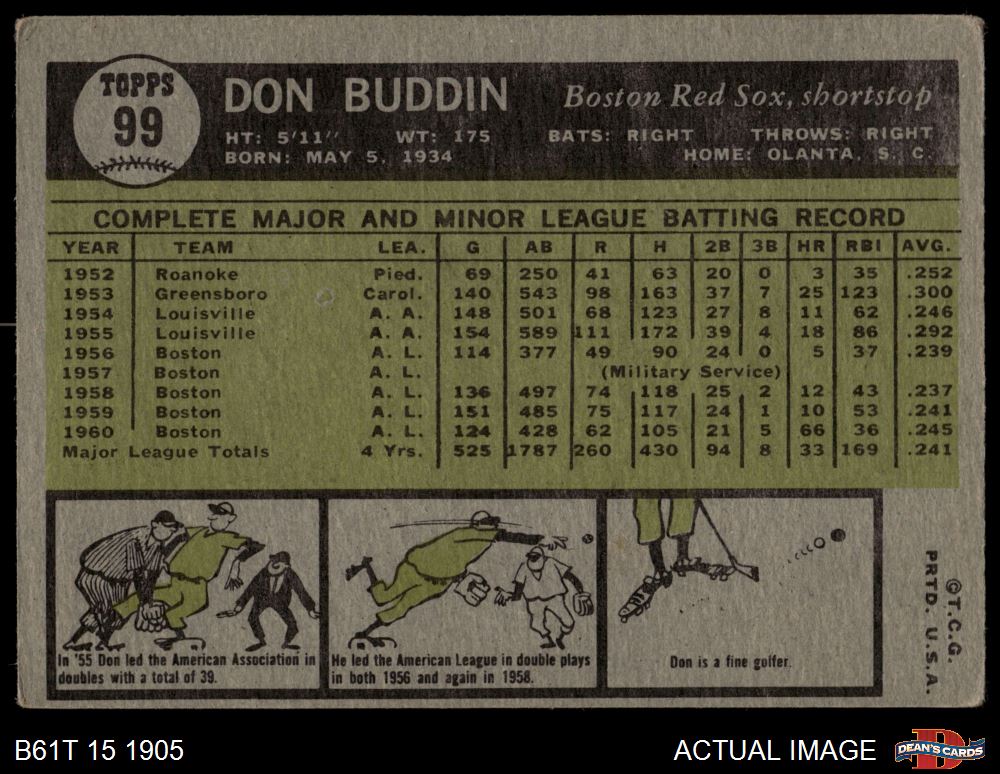 TOPPS
99
DON BUDDIN Boston Red Sox, shortstop
HT: 5'11" WT: 175 BATS: RIGHT THROWS: RIGHT
BORN: MAY 5, 1934 HOME: OLANTA, S. C.
COMPLETE MAJOR AND MINOR LEAGUE BATTING RECORD
YEAR TEAM LEA. G AB R H 2B 3B HR RBI AVG.
1952 Roanoke Pied. 69 250 41 63 20 0 3 35 .252
1953 Greensboro Carol. 140 543 98 163 37 7 25 123 .300
1954 Louisville A. A. 148 501 68 123 27 8 11 62 .246
1955 Louisville A. A. 154 589 111 172 39 4 18 86 .292
1956 Boston A. L. 114 377 49 90 24 0 5 37 .239
1957 Boston A. L. (Military Service)
1958 Boston A. L. 136 497 74 118 25 2 12 43 .237
1959 Boston A. L. 151 485 75 117 24 1 10 53 .241
1960 Boston A. L. 124 428 62 105 21 5 66 36 .245
Major League Totals 4 Yrs. 525 1787 260 430 94 8 33 169 .241
In '55 Don led the American Association in
doubles with a total of 39.
He led the American League in double plays
in both 1956 and again in 1958.
Don is a fine golfer.
©T.C.G.
PRTD. U.S.A.
B61T 15 1905 ACTUAL IMAGE
DEAN'S CARDS